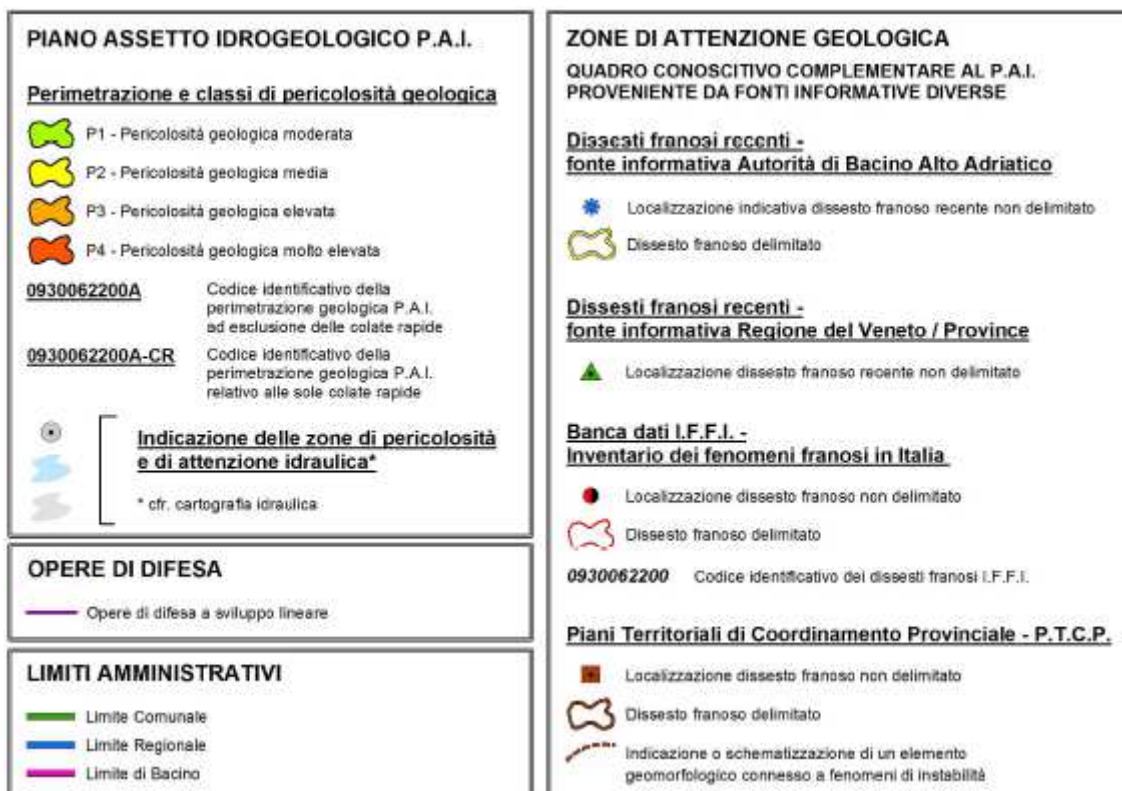 PIANO ASSETTO IDROGEOLOGICO P.A.I.
Perimetrazione e classi di pericolosità geologica
P1 - Pericolosità geologica moderata
P2 - Pericolosità geologica media
P3 - Pericolosità geologica elevata
P4 - Pericolosità geologica molto elevata
0930062200A
Codice identificativo della
perimetrazione geologica P.A.I.
ad esclusione delle colate rapide
0930062200A-CR
Codice identificativo della
perimetrazione geologica P.A.I.
relativo alle sole colate rapide
Indicazione delle zone di pericolosità
e di attenzione idraulica*
* cfr. cartografia idraulica
OPERE DI DIFESA
Opere di difesa a sviluppo lineare
LIMITI AMMINISTRATIVI
Limite Comunale
Limite Regionale
Limite di Bacino
ZONE DI ATTENZIONE GEOLOGICA
QUADRO CONOSCITIVO COMPLEMENTARE AL P.A.I.
PROVENIENTE DA FONTI INFORMATIVE DIVERSE
Dissesti franosi recenti -
fonte informativa Autorità di Bacino Alto Adriatico
Localizzazione indicativa dissesto franoso recente non delimitato
Dissesto franoso delimitato
Dissesti franosi recenti -
fonte informativa Regione del Veneto / Province
Localizzazione dissesto franoso recente non delimitato
Banca dati I.F.F.I. -
Inventario dei fenomeni franosi in Italia
Localizzazione dissesto franoso non delimitato
Dissesto franoso delimitato
0930062200 Codice identificativo dei dissesti franosi I.F.F.I.
Piani Territoriali di Coordinamento Provinciale - P.T.C.P.
Localizzazione dissesto franoso non delimitato
Dissesto franoso delimitato
Indicazione o schematizzazione di un elemento
geomorfologico connesso a fenomeni di instabilità